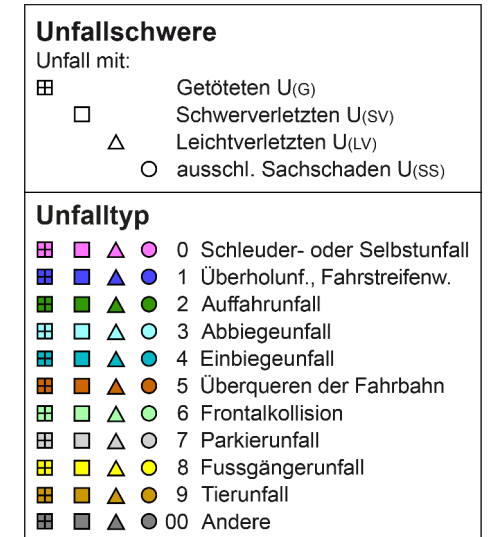 Unfallschwere
Unfall mit:
Getöteten U(G)
Schwerverletzten U(SV)
Leichtverletzten U(LV)
ausschl. Sachschaden U(SS)
Unfalltyp
0 Schleuder- oder Selbstunfall
1 Überholunf., Fahrstreifenw.
2 Auffahrunfall
3 Abbiegeunfall
4 Einbiegeunfall
5 Überqueren der Fahrbahn
6 Frontalkollision
7 Parkierunfall
8 Fussgängerunfall
9 Tierunfall
00 Andere